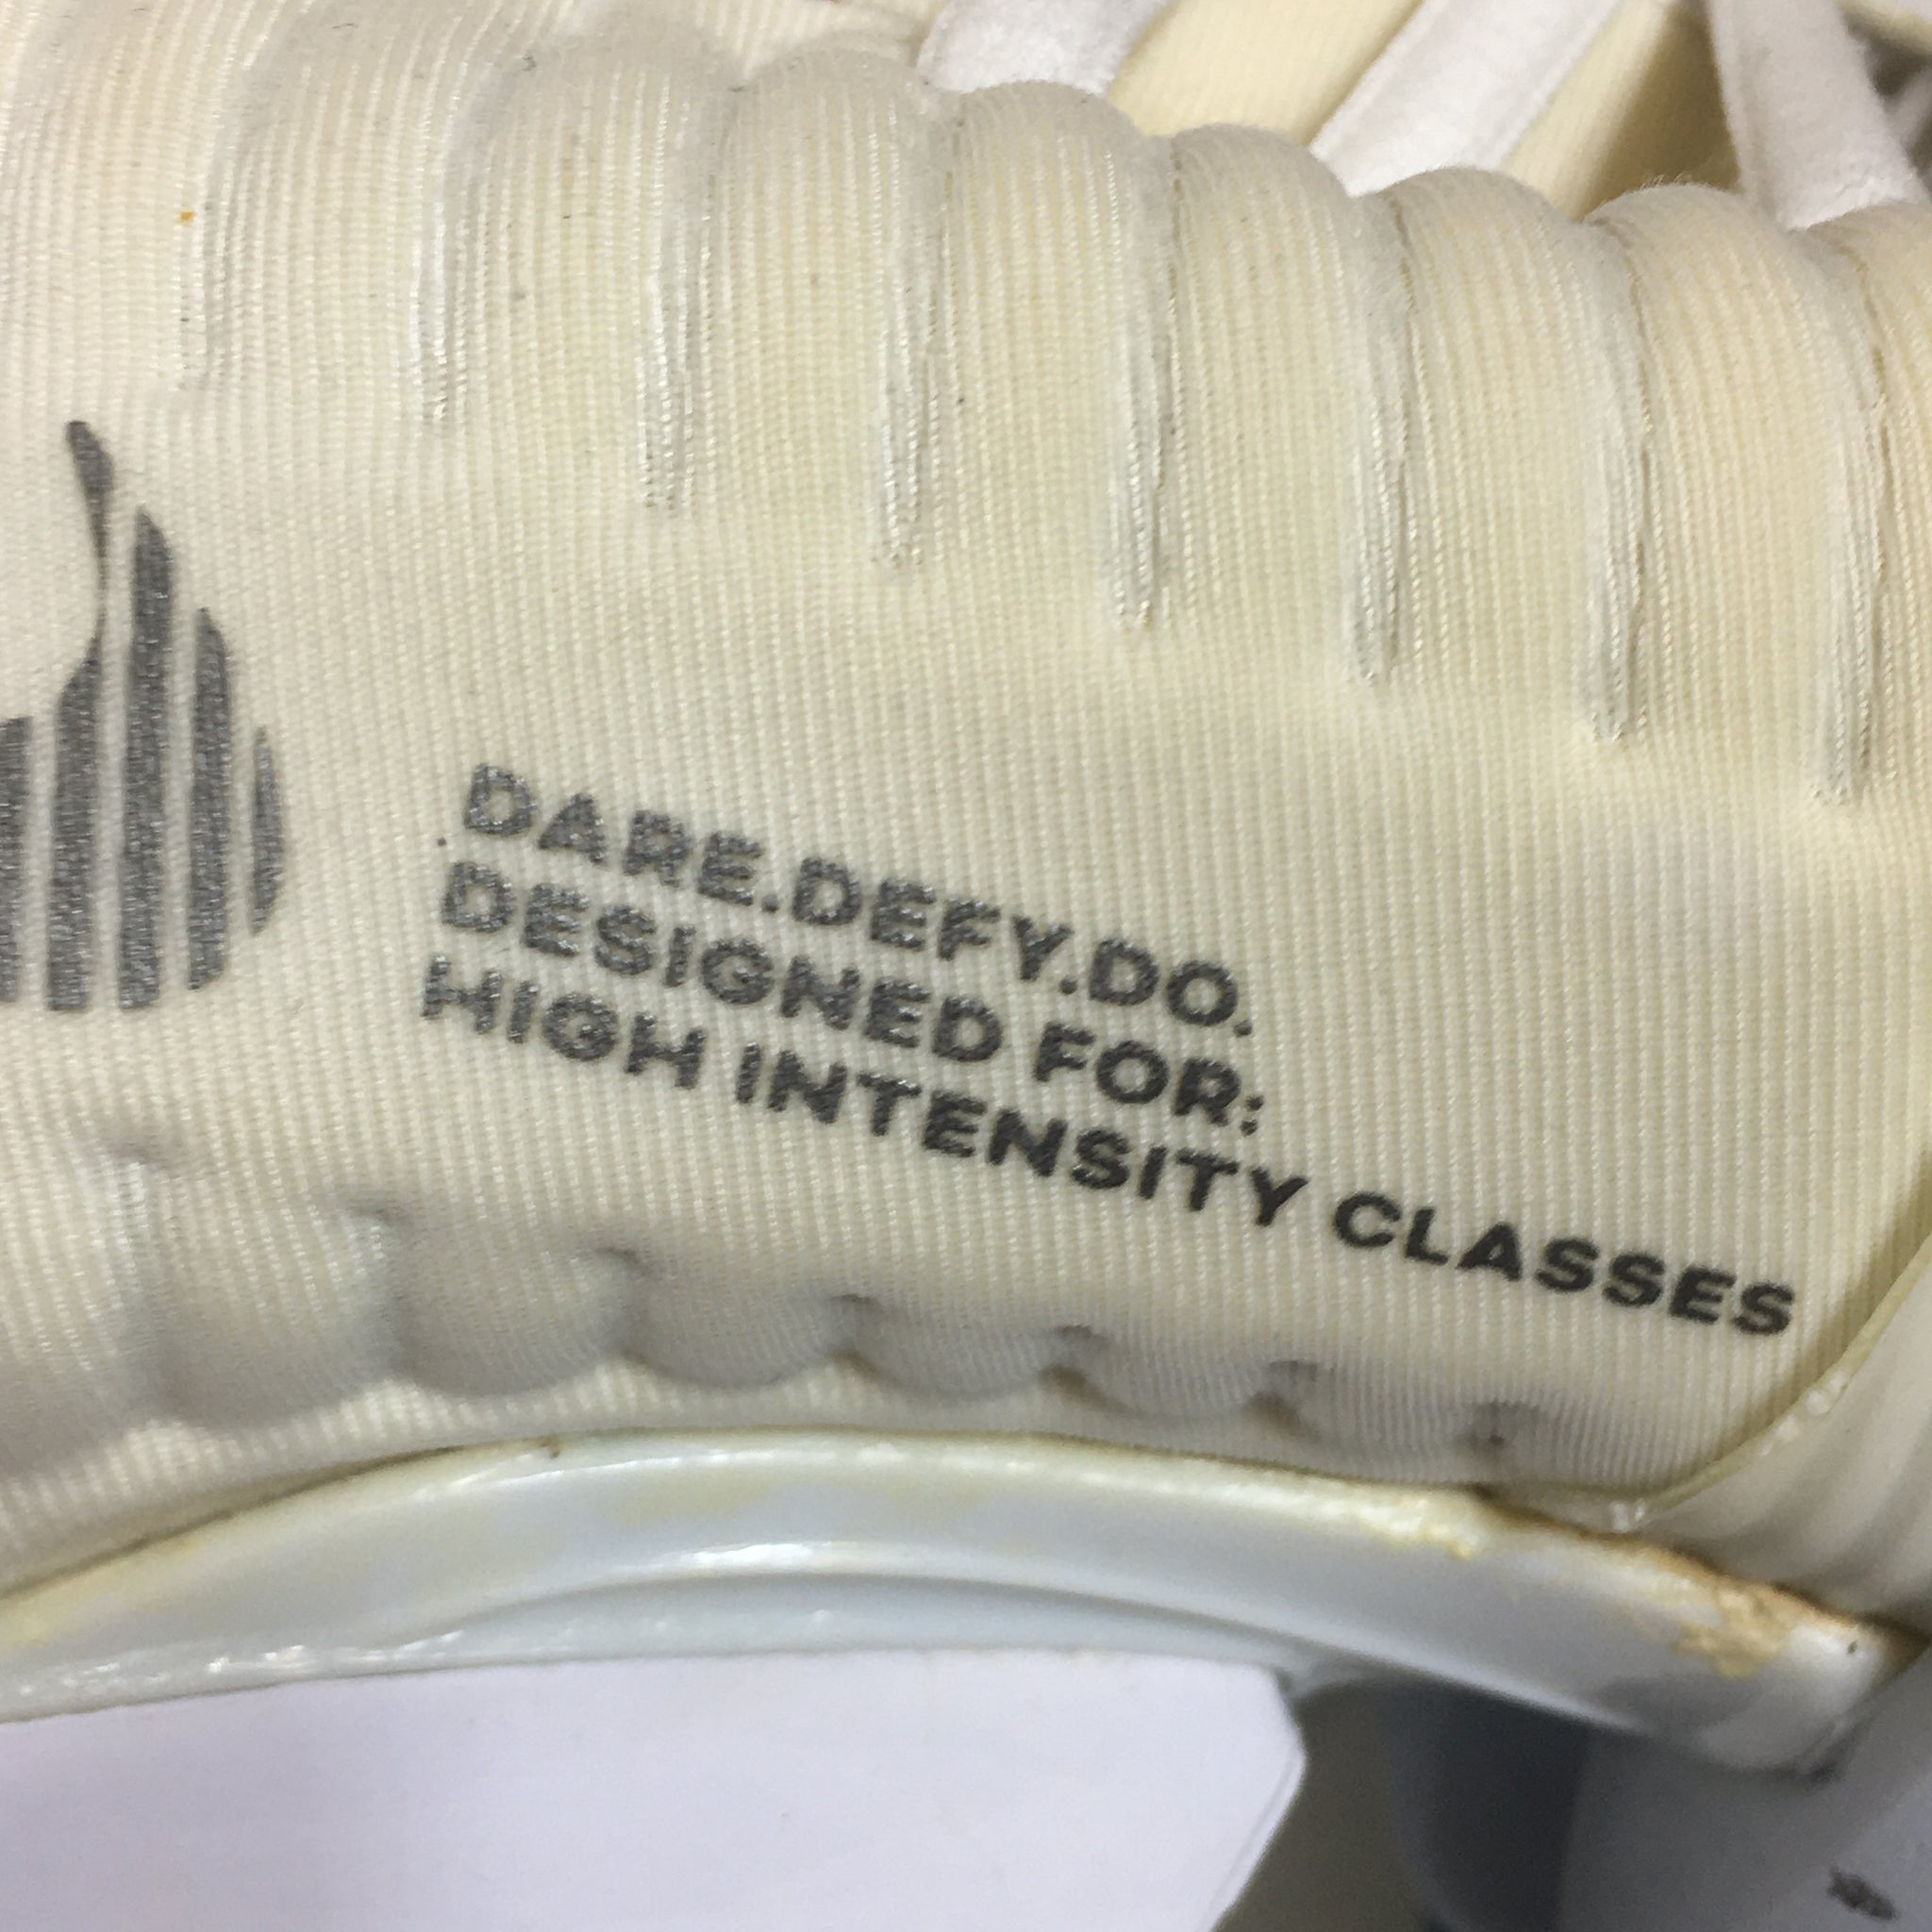 DARE.DEFY.DO.
DESIGNED FOR:
HIGH INTENSITY CLASSES